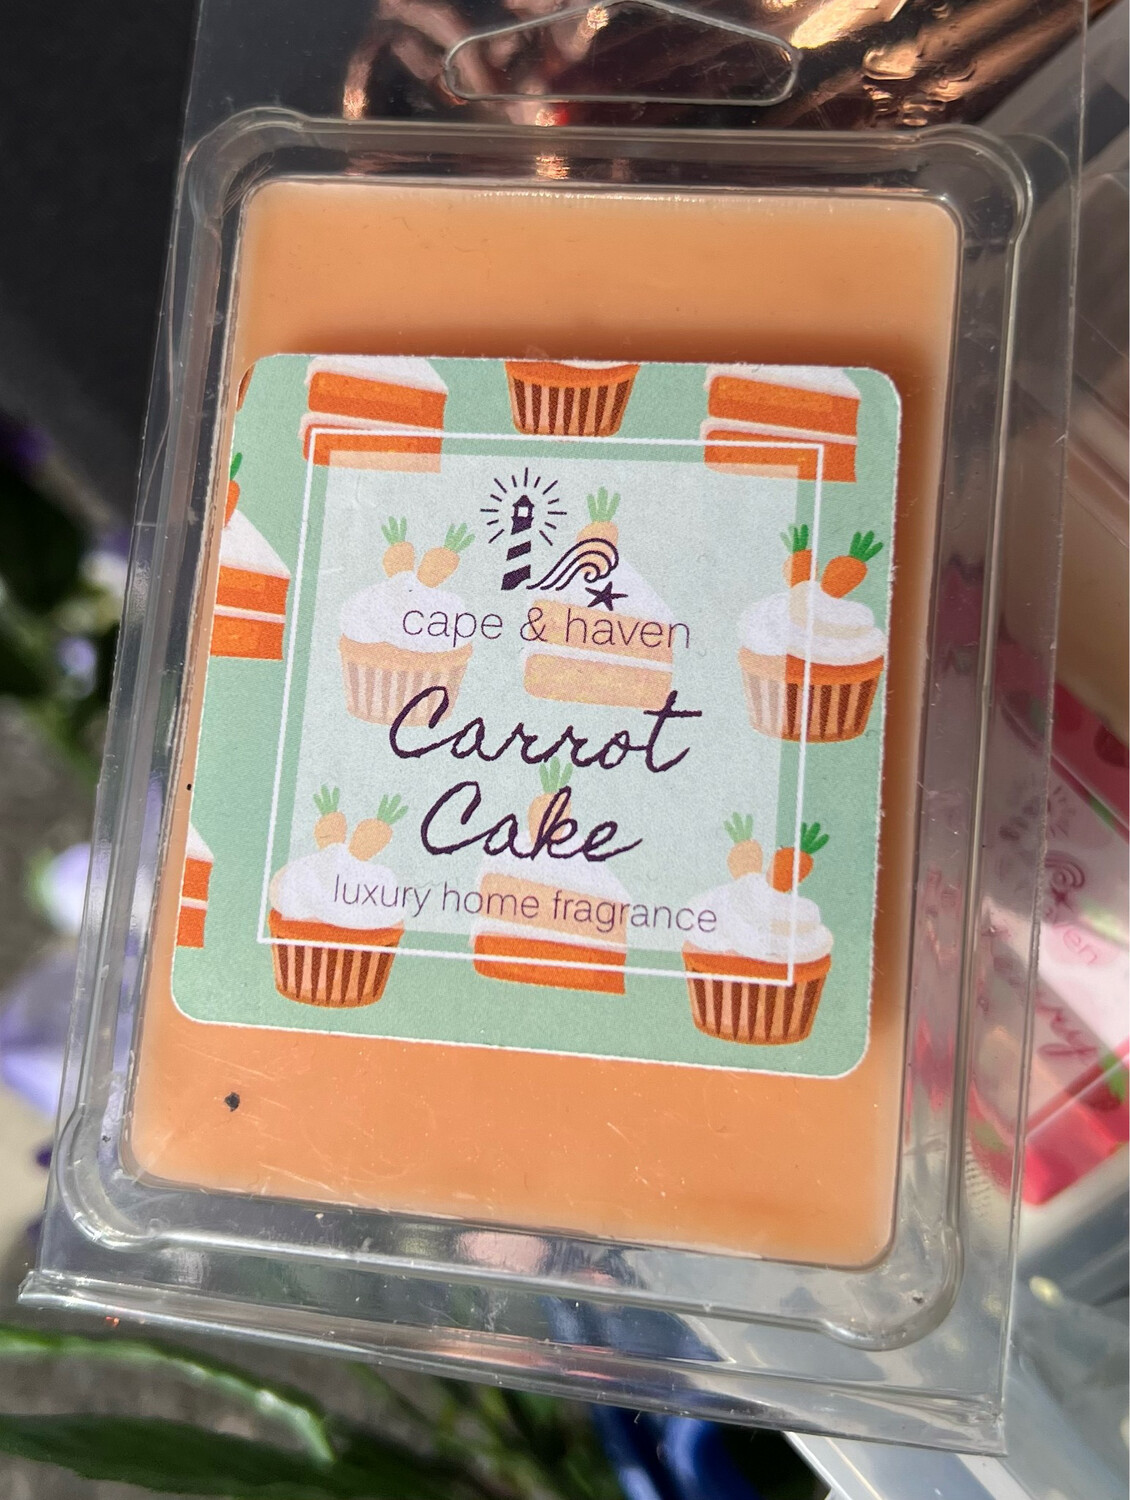 cape & haven
Carrot
Cake
luxury home fragrance